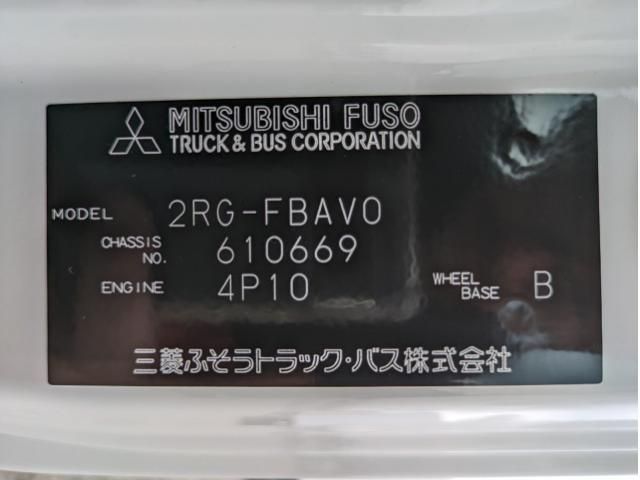 MITSUBISHI FUSO
TRUCK & BUS CORPORATION
MODEL 2RG-FBAV0
CHASSIS NO. 610669
ENGINE 4P10 WHEEL BASE B
三菱ふそうトラック・バス株式会社